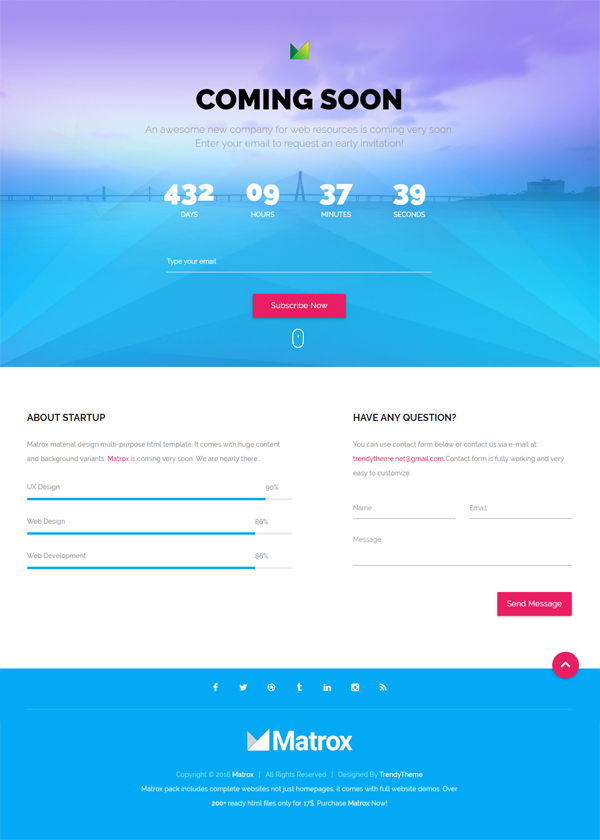 COMING SOON
An awesome new company for web resources is coming very soon.
Enter your email to request an early invitation!
432 09 37 39
DAYS HOURS MINUTES SECONDS
Type your email
Subscribe Now
ABOUT STARTUP
Matrox material design multi-purpose html template. It comes with huge content
and background variants. Matrox is coming very soon. We are nearly there..
UX Design 90%
Web Design 86%
Web Development 86%
HAVE ANY QUESTION?
You can use contact form below or contact us via e-mail at:
trendytheme.net@gmail.com Contact form is fully working and very
easy to customize.
Name Email
Message
Send Message
Matrox
Copyright © 2016 Matrox | All Rights Reserved | Designed By TrendyTheme
Matrox pack includes complete websites not just homepages, it comes with full website demos. Over
200+ ready html files only for 17$. Purchase Matrox Now!